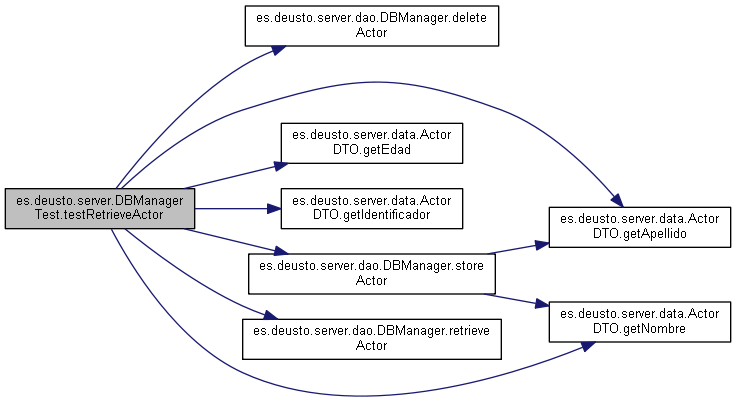 es.deusto.server.dao.DBManager.delete
Actor
es.deusto.server.data.Actor
DTO.getEdad
es.deusto.server.DBManager
Test.testRetrieveActor
es.deusto.server.data.Actor
DTO.getIdentificador
es.deusto.server.data.Actor
DTO.getApellido
es.deusto.server.dao.DBManager.store
Actor
es.deusto.server.data.Actor
DTO.getNombre
es.deusto.server.dao.DBManager.retrieve
Actor